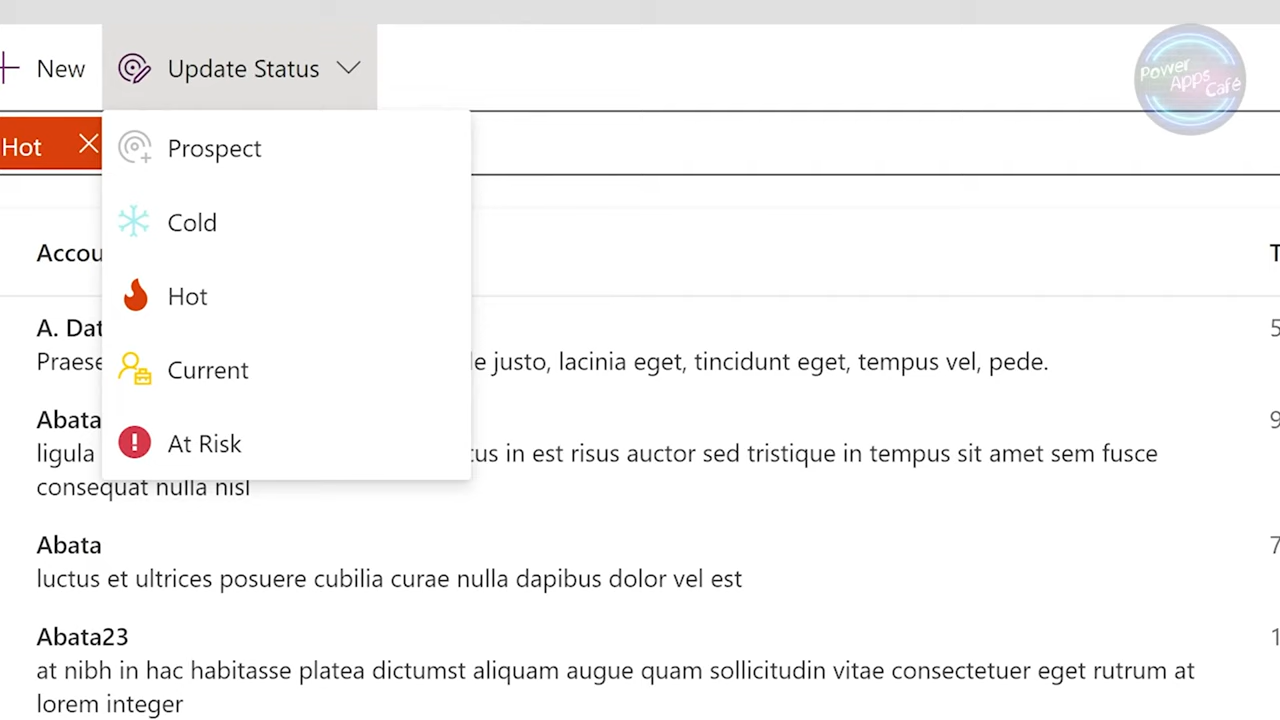 New
Update Status
Power
Apps
Café
Hot
Prospect
Cold
Hot
Current
At Risk
Accou
T
A. Dat
5
Praese
le justo, lacinia eget, tincidunt eget, tempus vel, pede.
Abata
9
ligula
tus in est risus auctor sed tristique in tempus sit amet sem fusce
consequat nulla nisl
Abata
7
luctus et ultrices posuere cubilia curae nulla dapibus dolor vel est
Abata23
1
at nibh in hac habitasse platea dictumst aliquam augue quam sollicitudin vitae consectetuer eget rutrum at
lorem integer